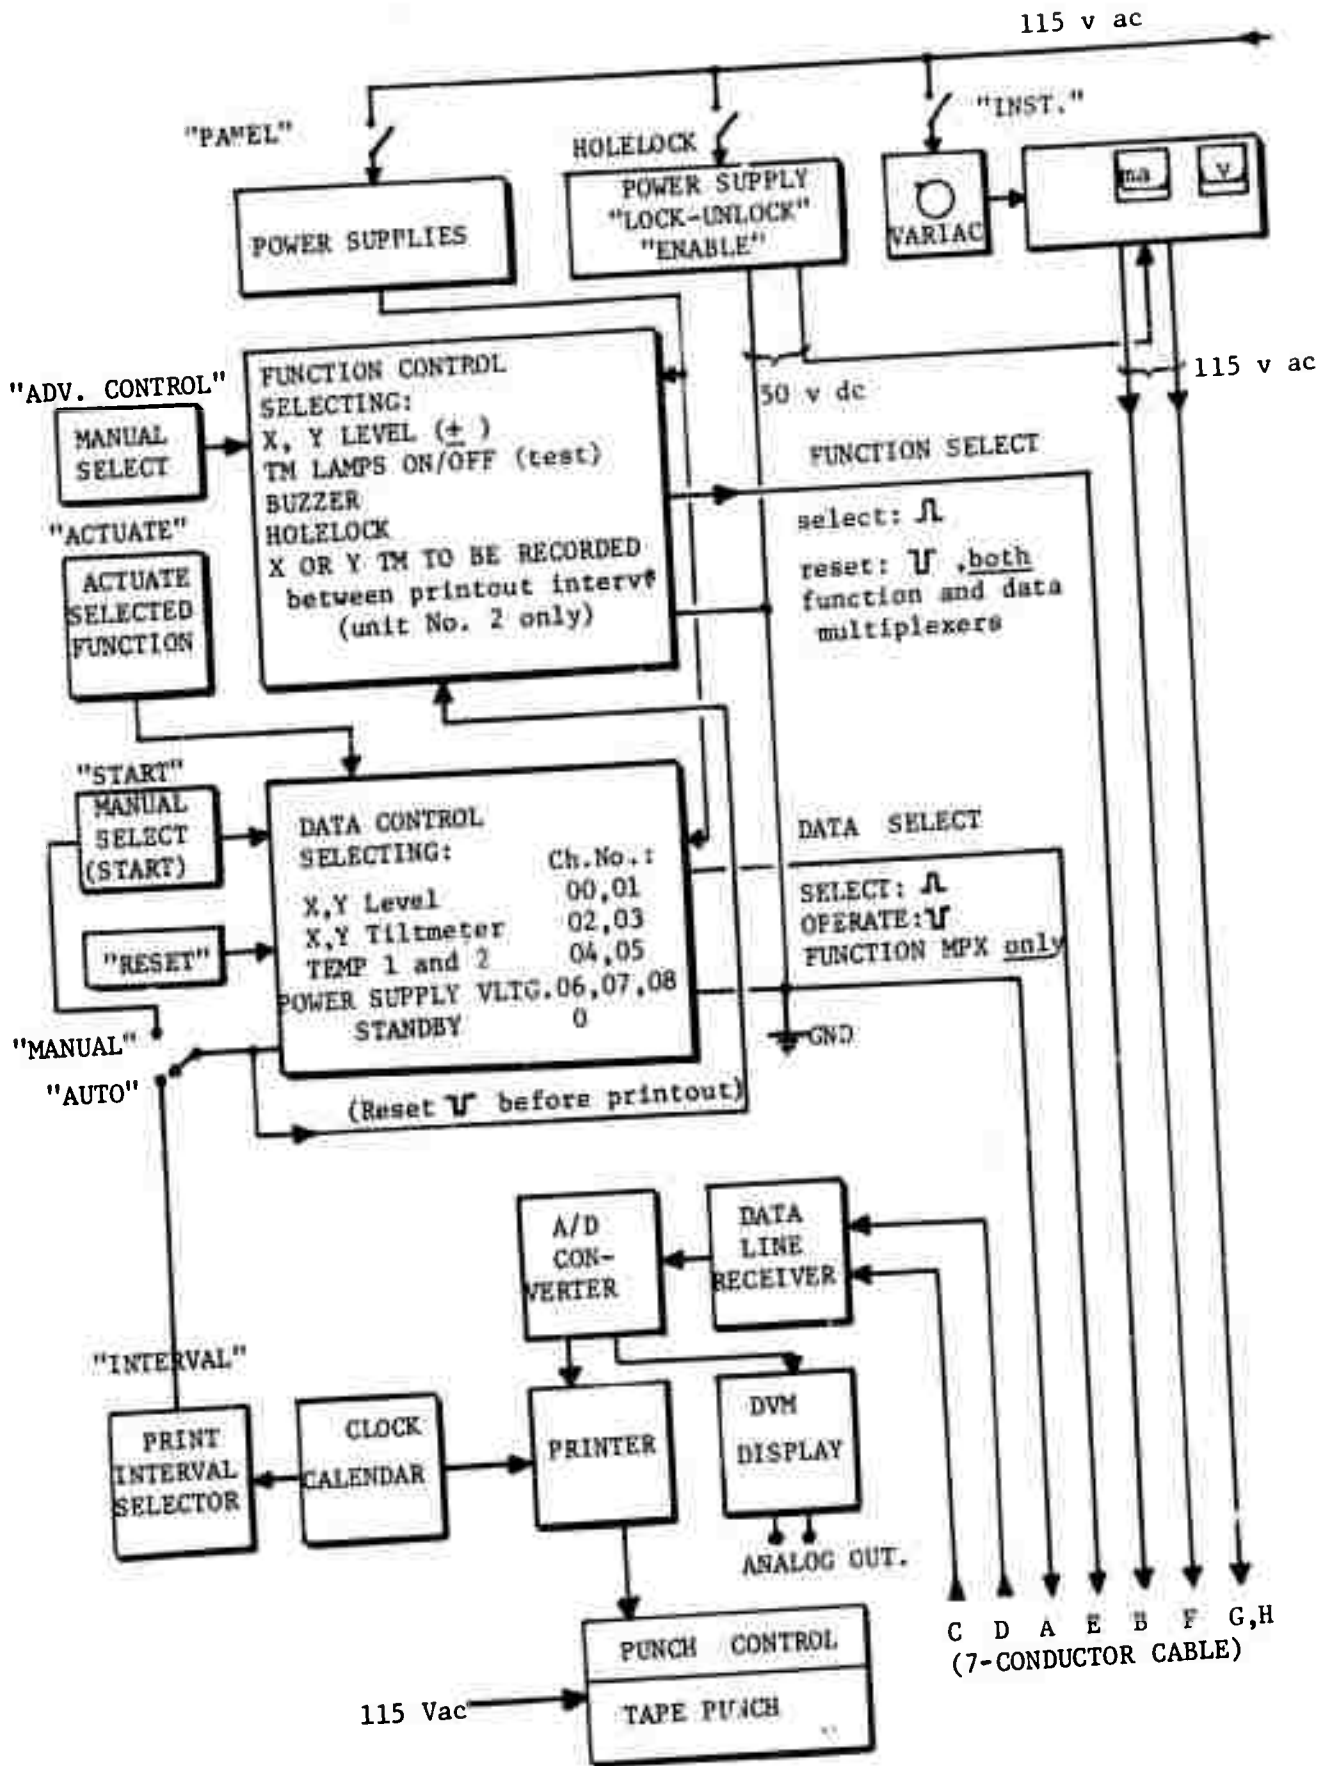 115 v ac
"PANEL"
HOLELOCK
"INST."
POWER SUPPLIES
POWER SUPPLY
"LOCK-UNLOCK"
"ENABLE"
VARIAC
ma
v
50 v dc
115 v ac
"ADV. CONTROL"
MANUAL
SELECT
FUNCTION CONTROL
SELECTING:
X, Y LEVEL (±)
TM LAMPS ON/OFF (test)
BUZZER
HOLELOCK
X OR Y TM TO BE RECORDED
between printout interv
(unit No. 2 only)
FUNCTION SELECT
select:
reset: , both
function and data
multiplexers
"ACTUATE"
ACTUATE
SELECTED
FUNCTION
"START"
MANUAL
SELECT
(START)
"RESET"
"MANUAL"
"AUTO"
DATA CONTROL
SELECTING: Ch.No.:
X,Y Level 00,01
X,Y Tiltmeter 02,03
TEMP 1 and 2 04,05
POWER SUPPLY VLTG.06,07,08
STANDBY 0
DATA SELECT
SELECT:
OPERATE:
FUNCTION MPX only
GND
(Reset before printout)
A/D
CON-
VERTER
DATA
LINE
RECEIVER
"INTERVAL"
PRINT
INTERVAL
SELECTOR
CLOCK
CALENDAR
PRINTER
DVM
DISPLAY
ANALOG OUT.
C D A E B F G,H
(7-CONDUCTOR CABLE)
PUNCH CONTROL
115 Vac
TAPE PUNCH